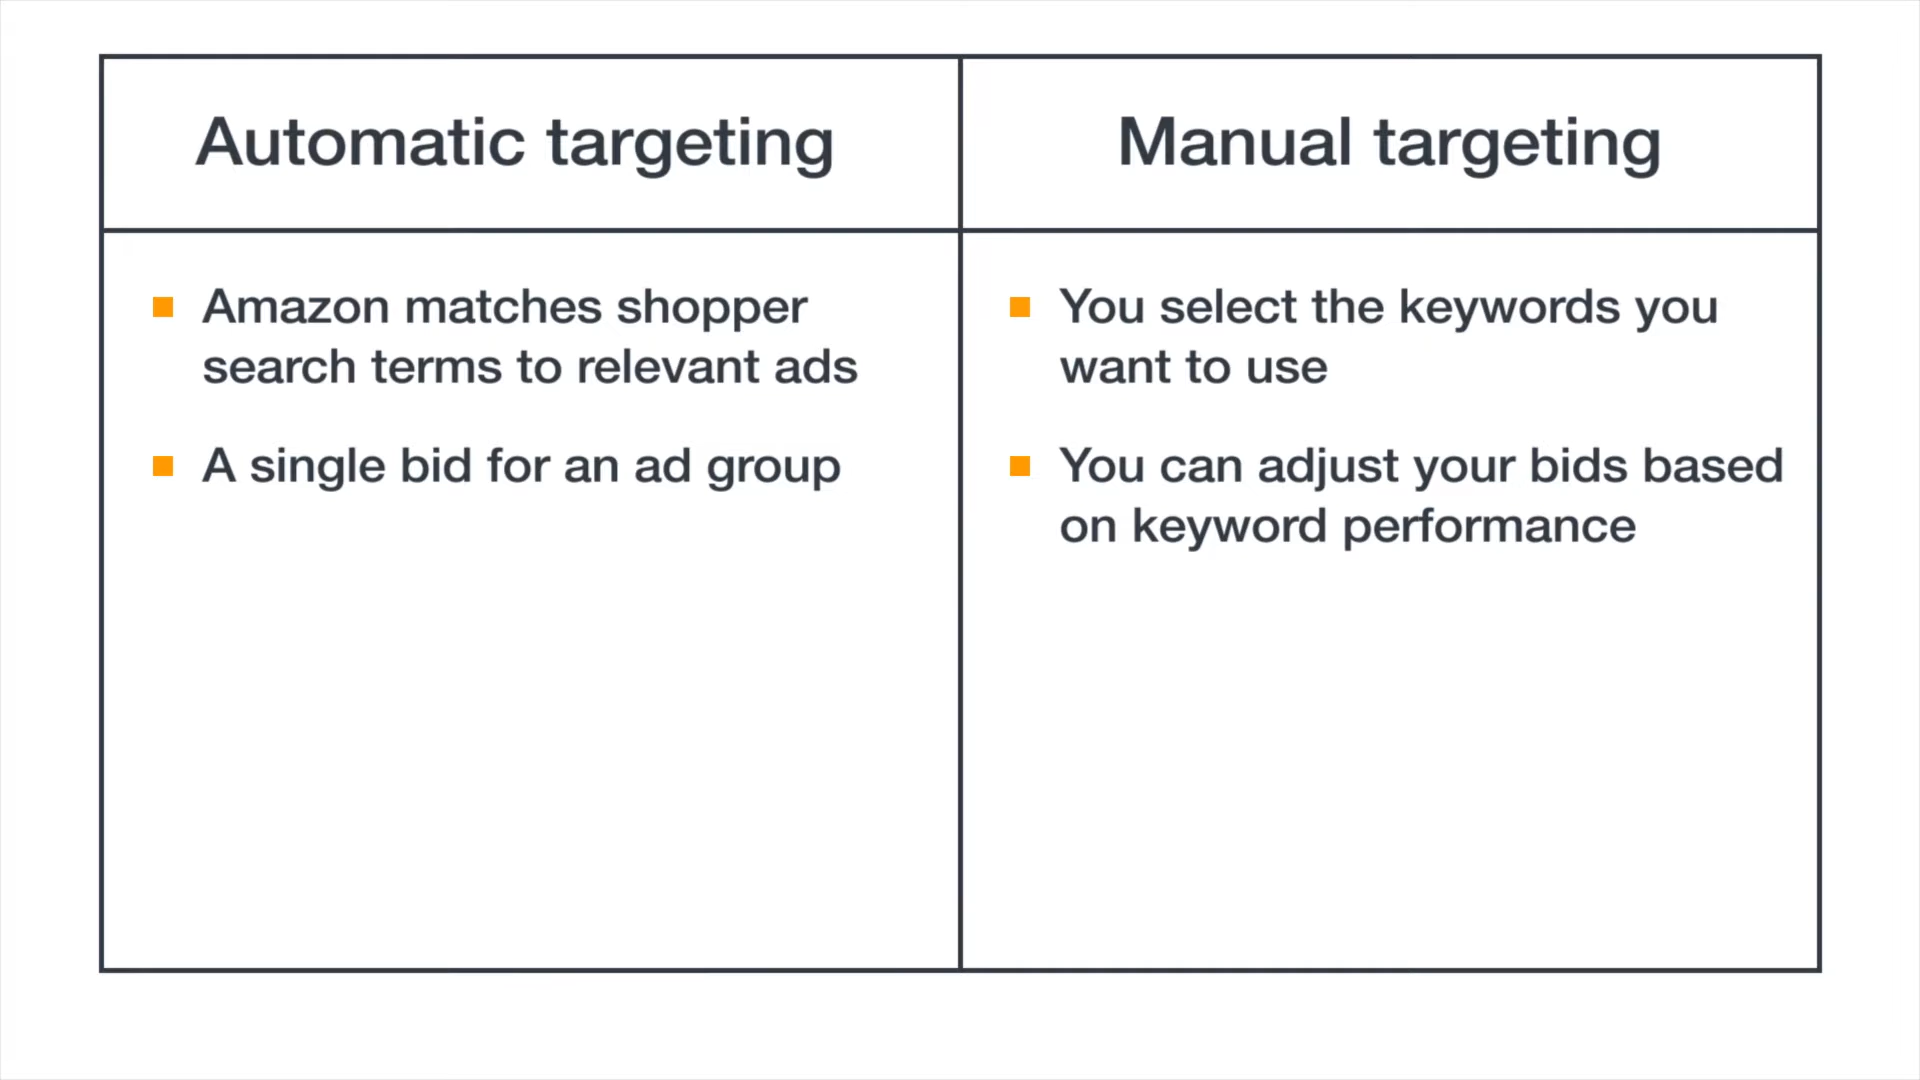 Automatic targeting
Manual targeting
Amazon matches shopper
search terms to relevant ads
A single bid for an ad group
You select the keywords you
want to use
You can adjust your bids based
on keyword performance